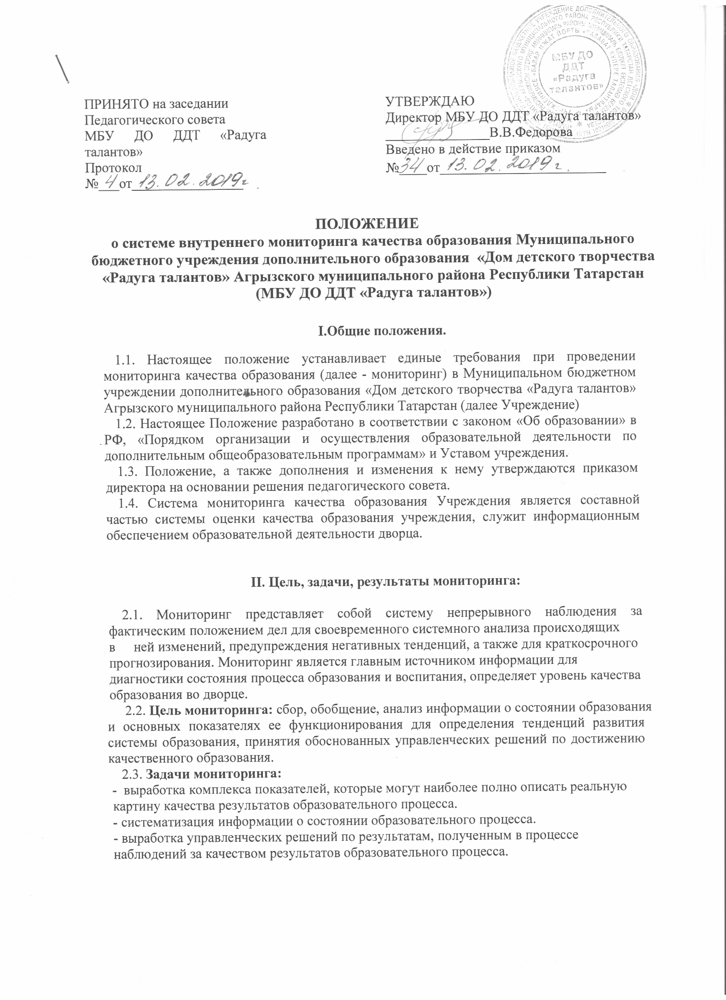 МБУ ДО
ДДТ
«Радуга
талантов»
ПРИНЯТО на заседании
Педагогического совета
МБУ ДО ДДТ «Радуга
талантов»
Протокол
№ 4 от 13.02.2019г.
УТВЕРЖДАЮ
Директор МБУ ДО ДДТ «Радуга талантов»
_______________В.В.Федорова
Введено в действие приказом
№ 34 от 13.02.2019г.
ПОЛОЖЕНИЕ
о системе внутреннего мониторинга качества образования Муниципального
бюджетного учреждения дополнительного образования «Дом детского творчества
«Радуга талантов» Агрызского муниципального района Республики Татарстан
(МБУ ДО ДДТ «Радуга талантов»)
I.Общие положения.
1.1. Настоящее положение устанавливает единые требования при проведении
мониторинга качества образования (далее - мониторинг) в Муниципальном бюджетном
учреждении дополнительного образования «Дом детского творчества «Радуга талантов»
Агрызского муниципального района Республики Татарстан (далее Учреждение)
1.2. Настоящее Положение разработано в соответствии с законом «Об образовании» в
РФ, «Порядком организации и осуществления образовательной деятельности по
дополнительным общеобразовательным программам» и Уставом учреждения.
1.3. Положение, а также дополнения и изменения к нему утверждаются приказом
директора на основании решения педагогического совета.
1.4. Система мониторинга качества образования Учреждения является составной
частью системы оценки качества образования учреждения, служит информационным
обеспечением образовательной деятельности дворца.
II. Цель, задачи, результаты мониторинга:
2.1. Мониторинг представляет собой систему непрерывного наблюдения за
фактическим положением дел для своевременного системного анализа происходящих
в ней изменений, предупреждения негативных тенденций, а также для краткосрочного
прогнозирования. Мониторинг является главным источником информации для
диагностики состояния процесса образования и воспитания, определяет уровень качества
образования во дворце.
2.2. Цель мониторинга: сбор, обобщение, анализ информации о состоянии образования
и основных показателях ее функционирования для определения тенденций развития
системы образования, принятия обоснованных управленческих решений по достижению
качественного образования.
2.3. Задачи мониторинга:
- выработка комплекса показателей, которые могут наиболее полно описать реальную
картину качества результатов образовательного процесса.
- систематизация информации о состоянии образовательного процесса.
- выработка управленческих решений по результатам, полученным в процессе
наблюдений за качеством результатов образовательного процесса.